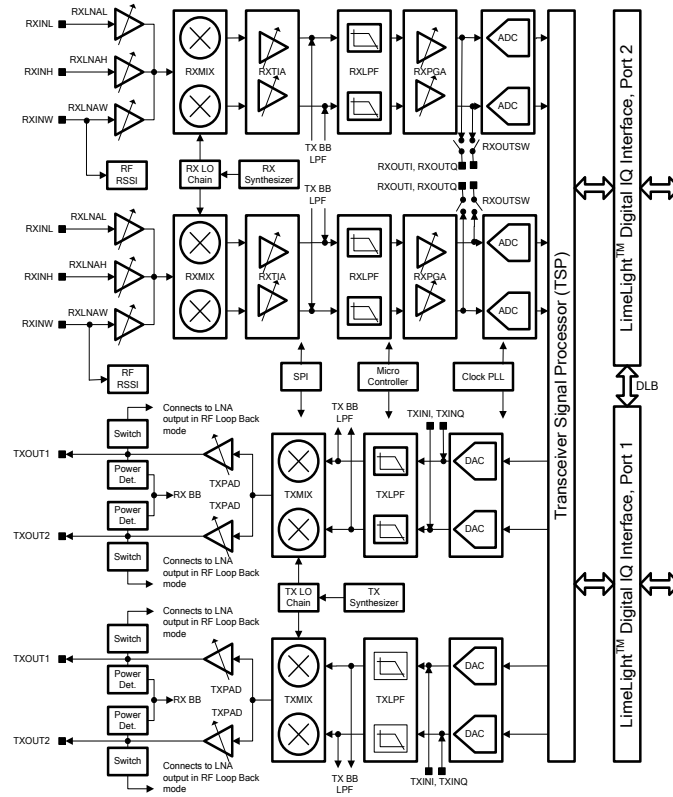 RXINL
RXLNAL
RXINH
RXLNAH
RXINW
RXLNAW
RXMIX
RXTIA
RXLPF
RXPGA
ADC
ADC
RF
RSSI
RX LO
Chain
RX
Synthesizer
TX BB
LPF
TX BB
LPF
RXOUTSW
RXOUTI, RXOUTQ
RXOUTI, RXOUTQ
RXOUTSW
RXINL
RXLNAL
RXINH
RXLNAH
RXINW
RXLNAW
RXMIX
RXTIA
RXLPF
RXPGA
ADC
ADC
RF
RSSI
SPI
Micro
Controller
Clock PLL
Connects to LNA
output in RF Loop Back
mode
Switch
TXOUT1
Power
Det.
Power
Det.
RX BB
TXPAD
TXPAD
TXOUT2
Switch
Connects to LNA
output in RF Loop Back
mode
TX BB
LPF
TXINI, TXINQ
TXMIX
TXLPF
DAC
DAC
TX LO
Chain
TX
Synthesizer
Connects to LNA
output in RF Loop Back
mode
Switch
TXOUT1
Power
Det.
Power
Det.
RX BB
TXPAD
TXPAD
TXOUT2
Switch
Connects to LNA
output in RF Loop Back
mode
TXMIX
TXLPF
DAC
DAC
TX BB
LPF
TXINI, TXINQ
Transceiver Signal Processor (TSP)
LimeLight™ Digital IQ Interface, Port 2
DLB
LimeLight™ Digital IQ Interface, Port 1